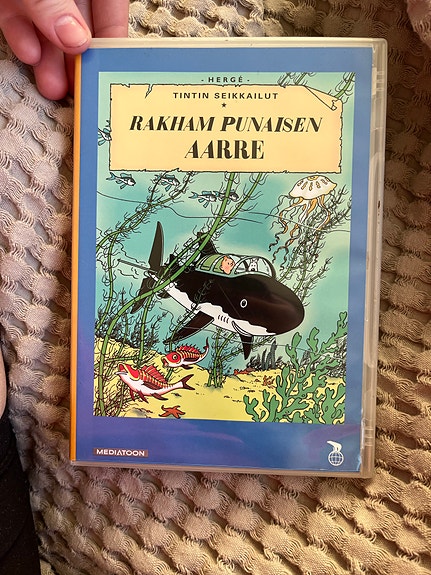 - HERGÉ -
TINTIN SEIKKAILUT
*
RAKHAM PUNAISEN
AARRE
MEDIATOON